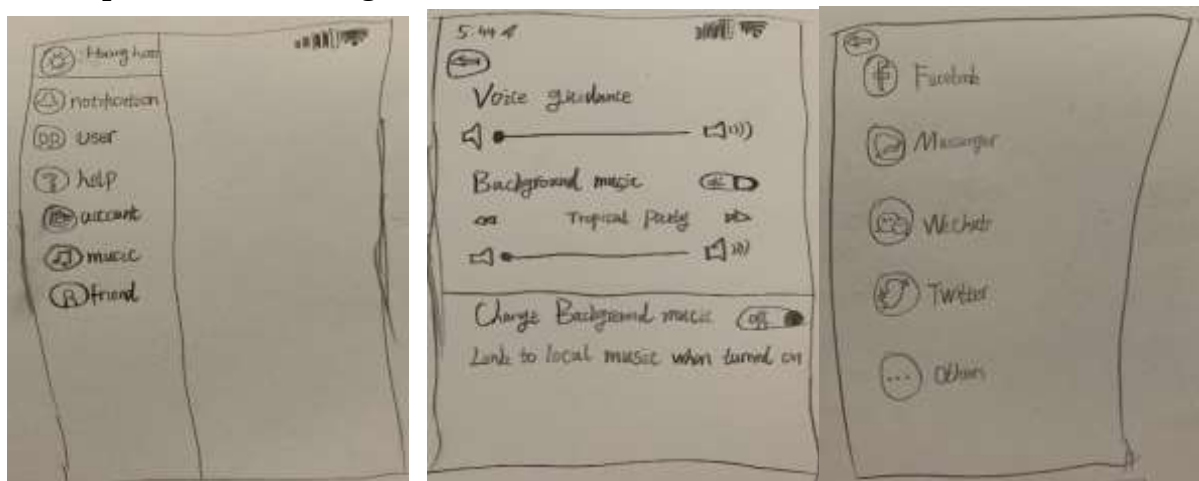 notification
user
help
account
music
friend
5:44
Voice guidance
Background music
Tropical Party
Change Background music off
Link to local music when turned on
Facebook
Messenger
Wechat
Twitter
Others